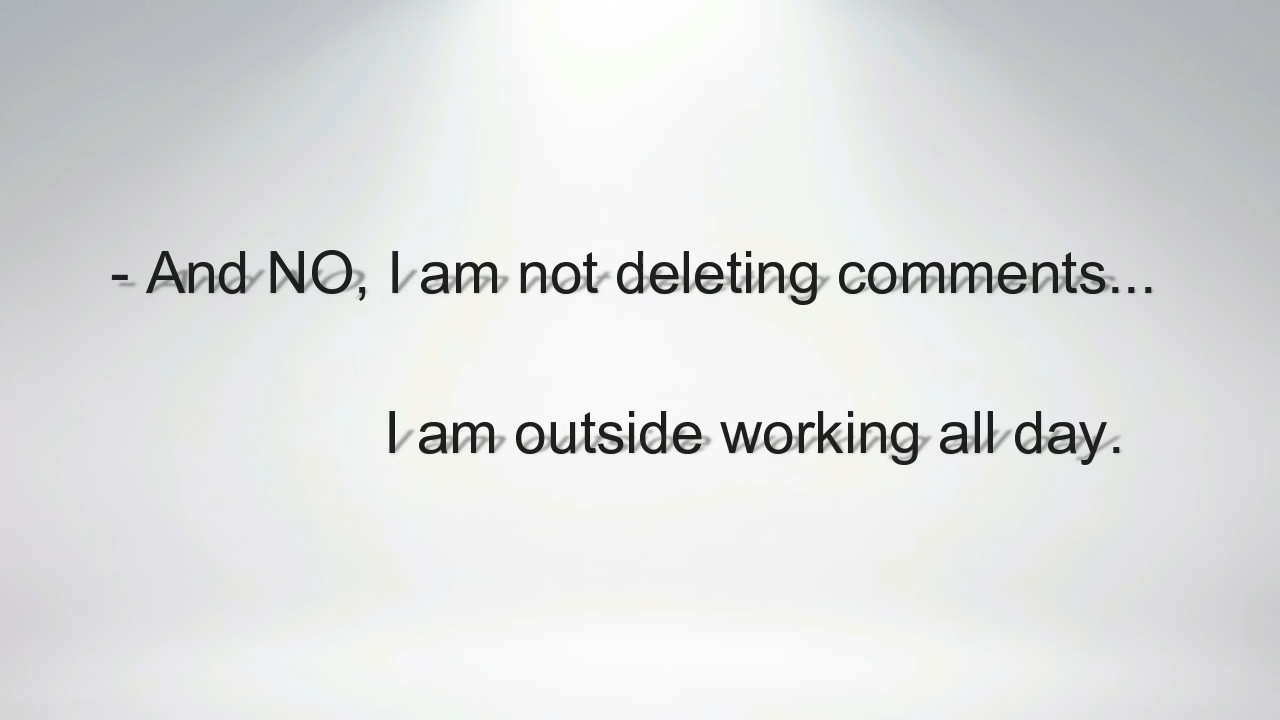 - And NO, I am not deleting comments...
I am outside working all day.